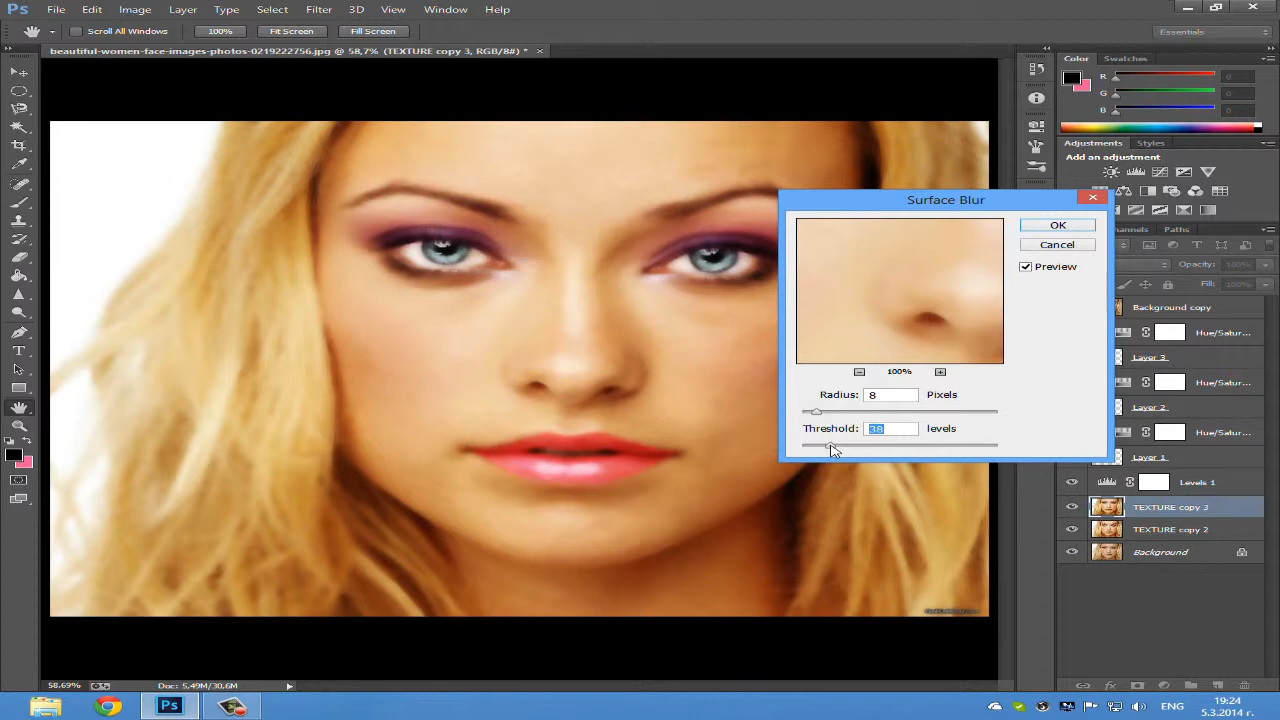 Ps File Edit Image Layer Type Select Filter 3D View Window Help
Scroll All Windows 100% Fit Screen Fill Screen Essentials
beautiful-women-face-images-photos-0219222756.jpg @ 58,7% (TEXTURE copy 3, RGB/8#) * ×
Color Swatches
R 0
G 0
B 0
Adjustments Styles
Add an adjustment
Surface Blur
OK
Cancel
Preview
100%
Radius: 8 Pixels
Threshold: 38 levels
hannels Paths
Opacity: 100%
Fill: 100%
Background copy
Hue/Satur...
Layer 3
Hue/Satur...
Layer 2
Hue/Satur...
Layer 1
Levels 1
TEXTURE copy 3
TEXTURE copy 2
Background
58.69% Doc: 5,49M/30,6M
Ps
ENG
19:24
5.3.2014 г.